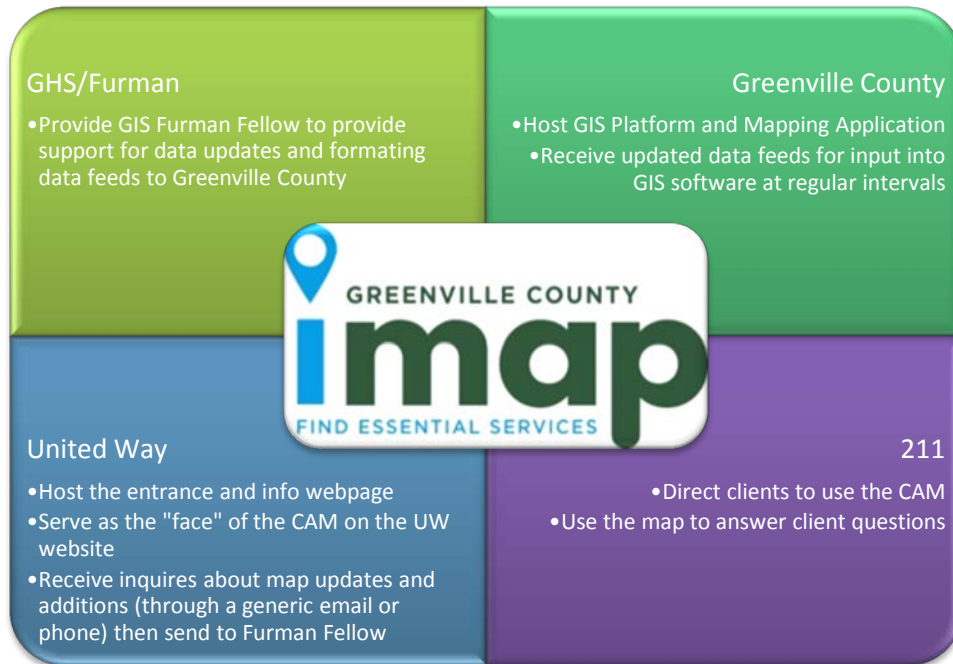 GHS/Furman
•Provide GIS Furman Fellow to provide
support for data updates and formating
data feeds to Greenville County
Greenville County
•Host GIS Platform and Mapping Application
•Receive updated data feeds for input into
GIS software at regular intervals
GREENVILLE COUNTY
imap
FIND ESSENTIAL SERVICES
United Way
•Host the entrance and info webpage
•Serve as the "face" of the CAM on the UW
website
•Receive inquires about map updates and
additions (through a generic email or
phone) then send to Furman Fellow
211
•Direct clients to use the CAM
•Use the map to answer client questions